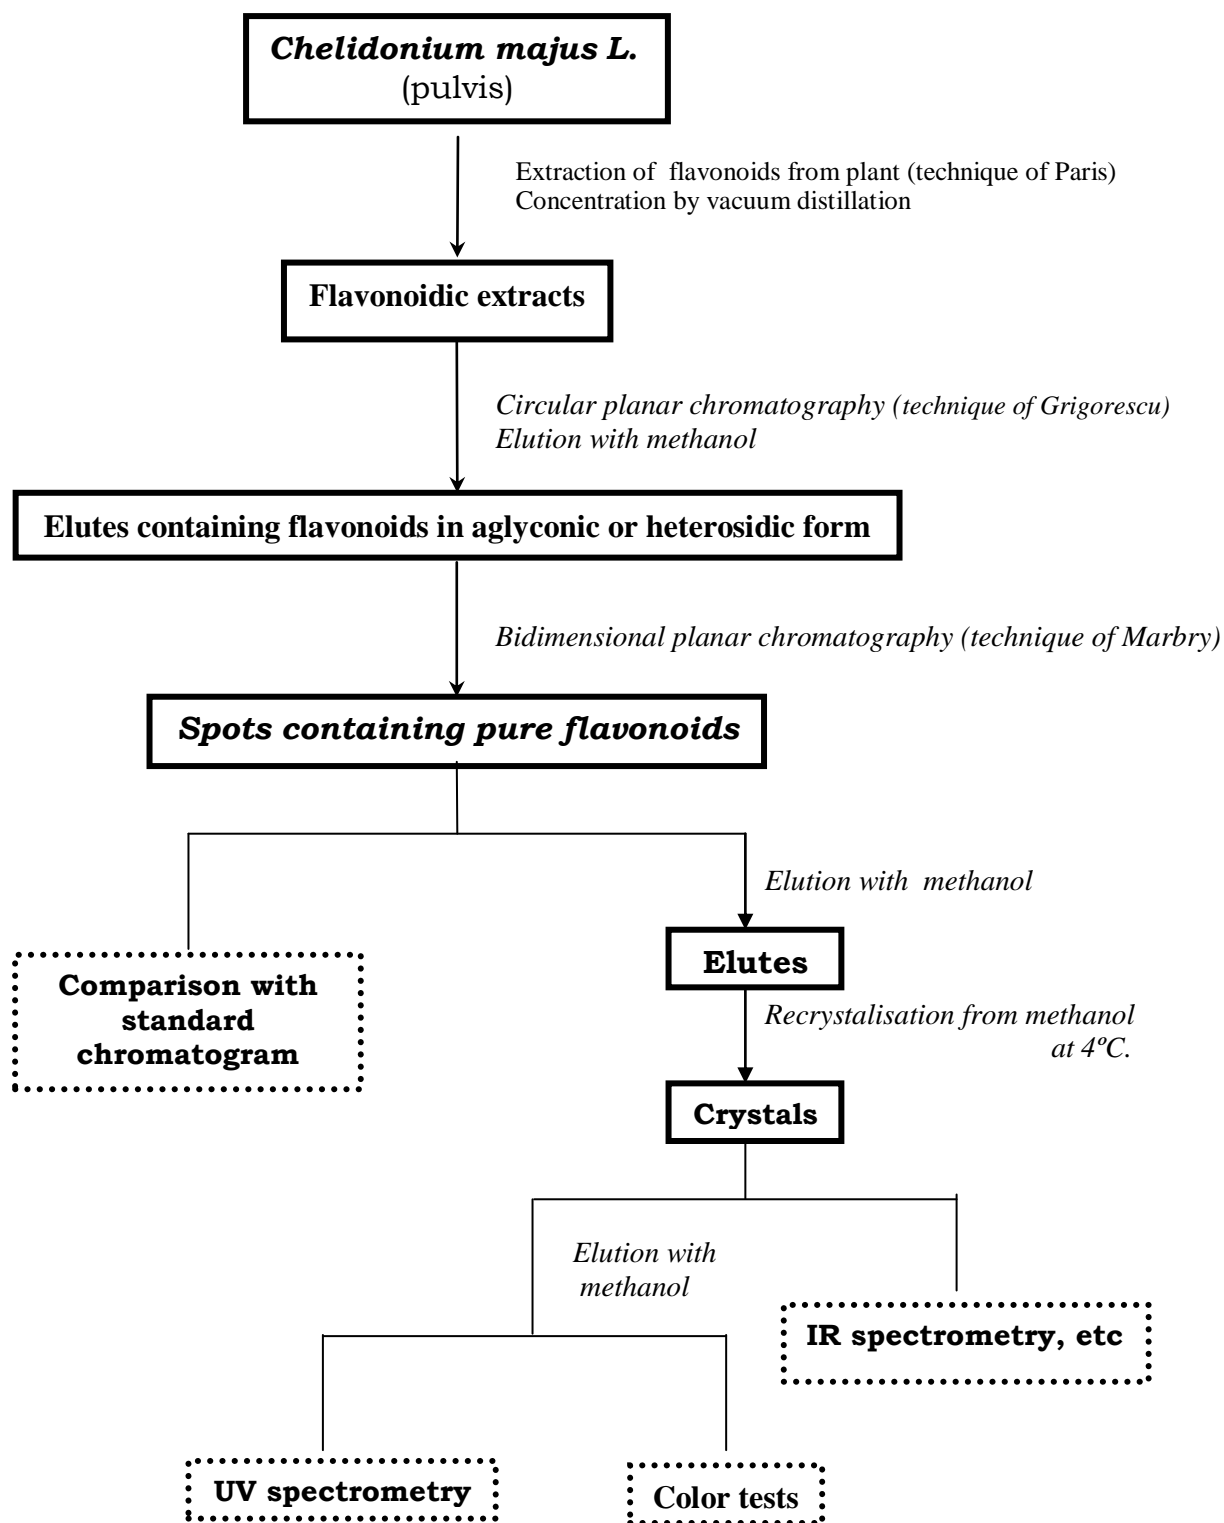 Chelidonium majus L.
(pulvis)
Extraction of flavonoids from plant (technique of Paris)
Concentration by vacuum distillation
Flavonoidic extracts
Circular planar chromatography (technique of Grigorescu)
Elution with methanol
Elutes containing flavonoids in aglyconic or heterosidic form
Bidimensional planar chromatography (technique of Marbry)
Spots containing pure flavonoids
Elution with methanol
Elutes
Comparison with
standard
chromatogram
Recrystalisation from methanol
at 4ºC.
Crystals
Elution with
methanol
IR spectrometry, etc
UV spectrometry
Color tests